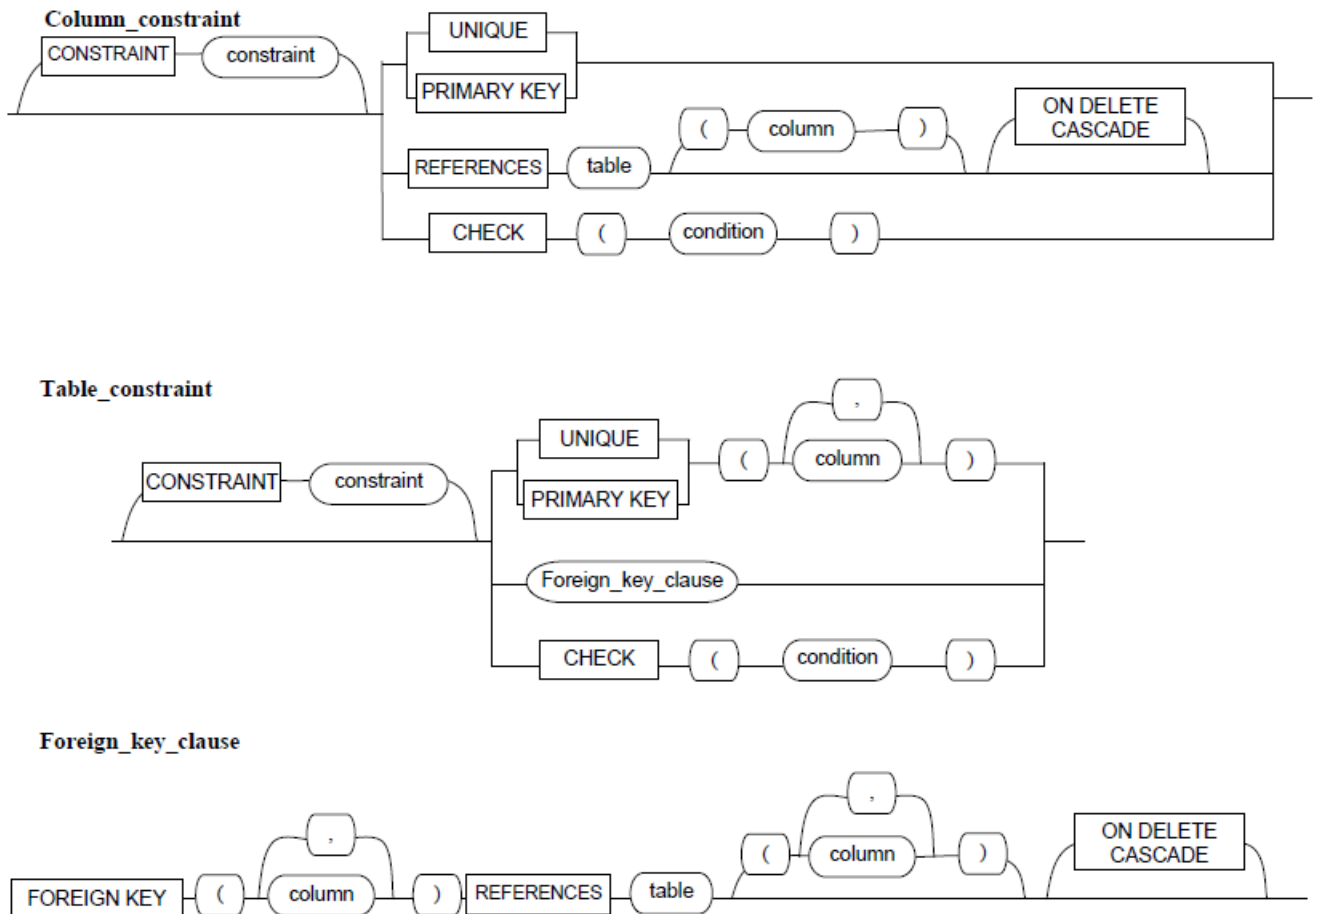 Column_constraint
CONSTRAINT constraint
UNIQUE
PRIMARY KEY
REFERENCES table ( column ) ON DELETE
CASCADE
CHECK ( condition )
Table_constraint
CONSTRAINT constraint
UNIQUE
PRIMARY KEY
( column , )
Foreign_key_clause
CHECK ( condition )
Foreign_key_clause
FOREIGN KEY ( column , ) REFERENCES table ( column , ) ON DELETE
CASCADE